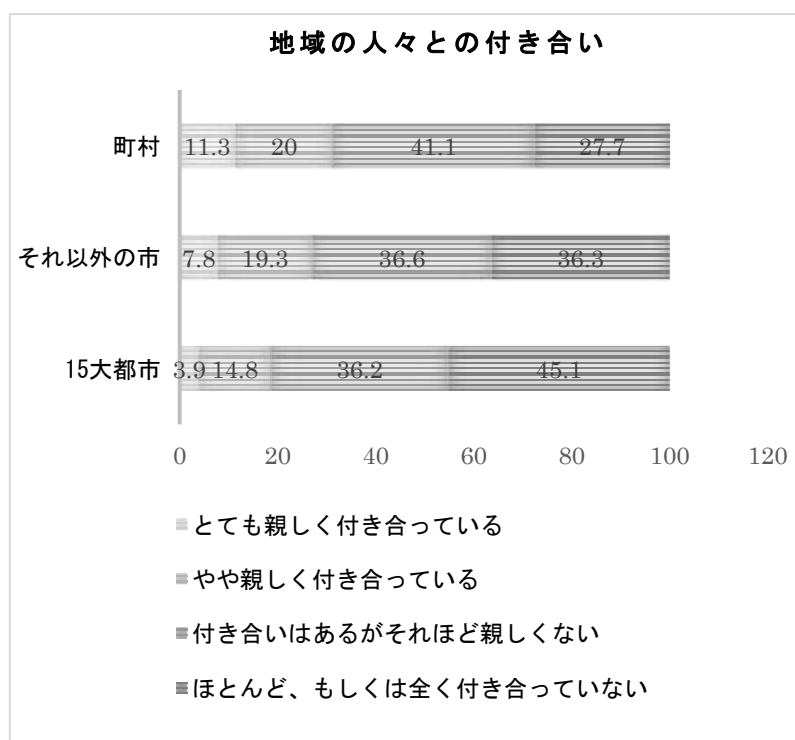 地域の人々との付き合い
町村 11.3 20 41.1 27.7
それ以外の市 7.8 19.3 36.6 36.3
15大都市 3.9 14.8 36.2 45.1
0 20 40 60 80 100 120
とても親しく付き合っている
やや親しく付き合っている
付き合いはあるがそれほど親しくない
ほとんど、もしくは全く付き合っていない